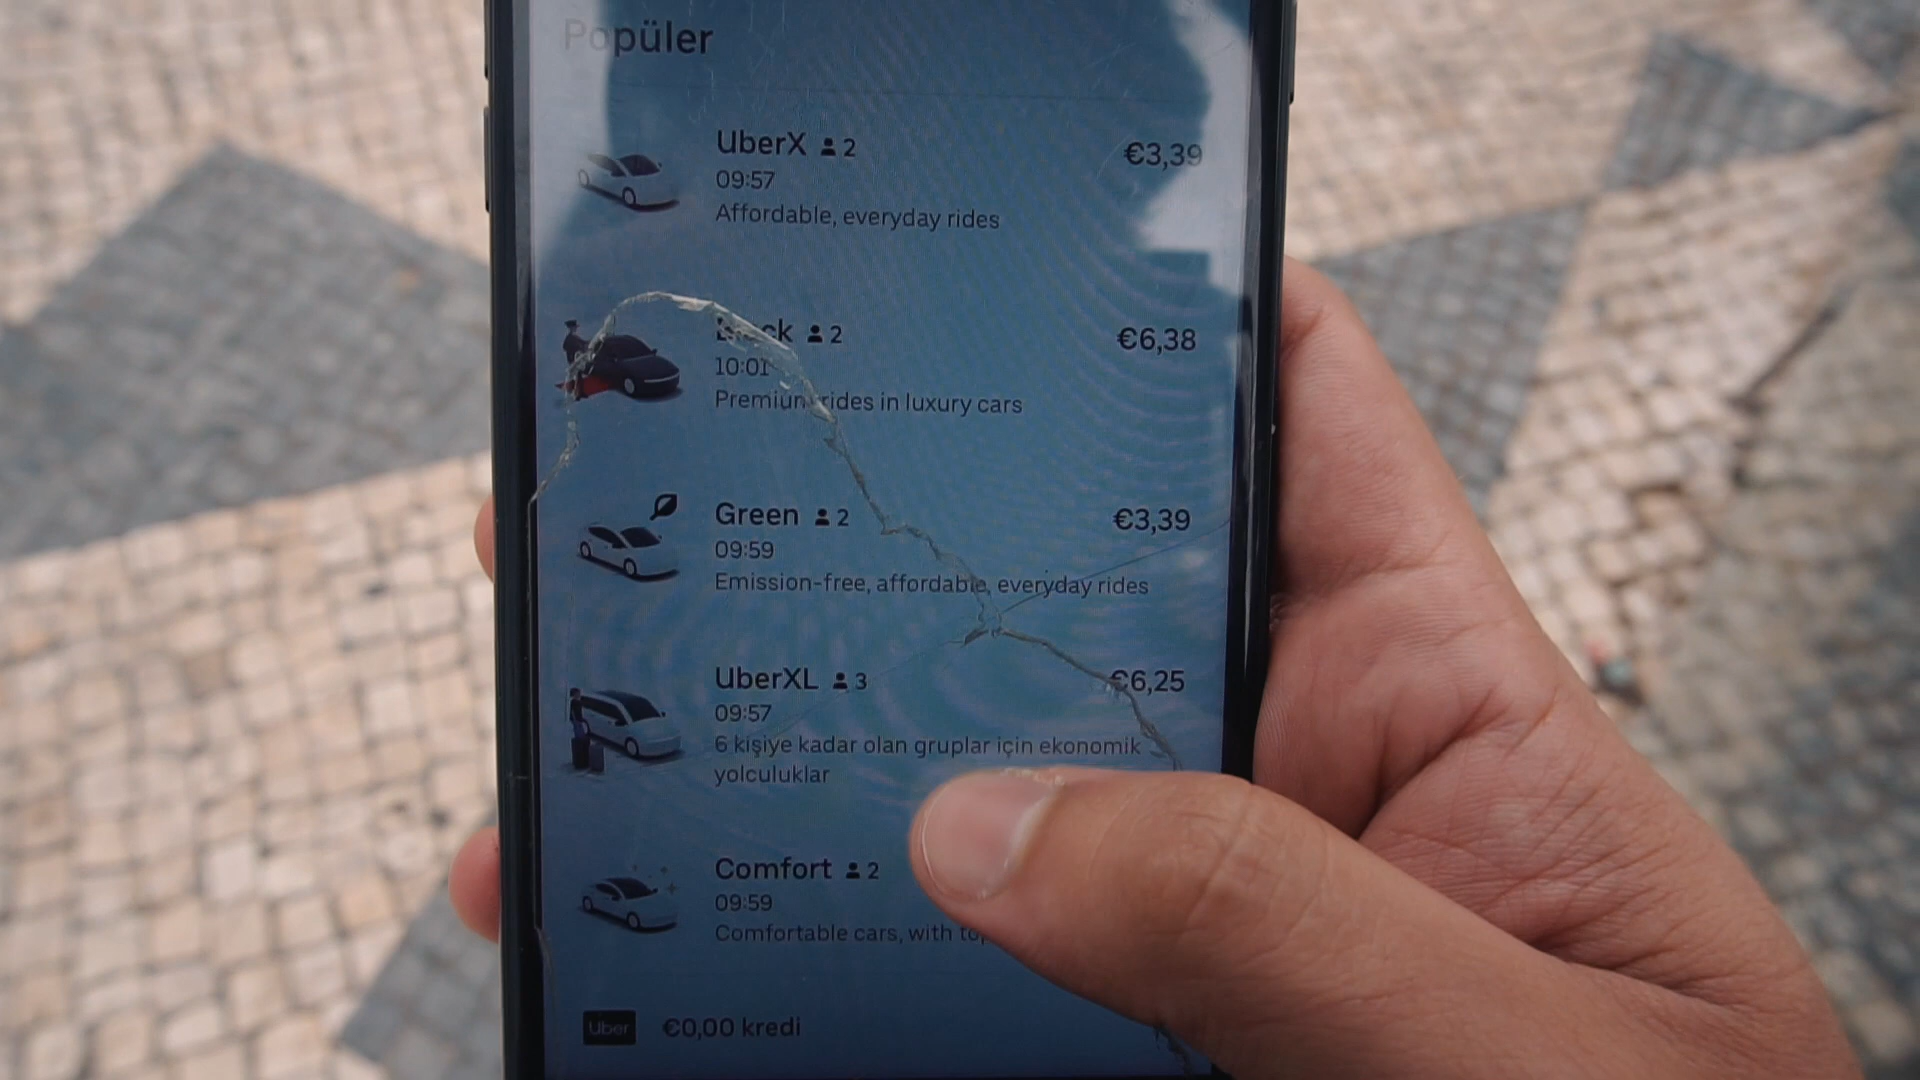 Popüler
UberX 2
€3,39
09:57
Affordable, everyday rides
Black 2
€6,38
10:01
Premium rides in luxury cars
Green 2
€3,39
09:59
Emission-free, affordable, everyday rides
UberXL 3
€6,25
09:57
6 kişiye kadar olan gruplar için ekonomik
yolculuklar
Comfort 2
09:59
Comfortable cars, with
Uber €0,00 kredi